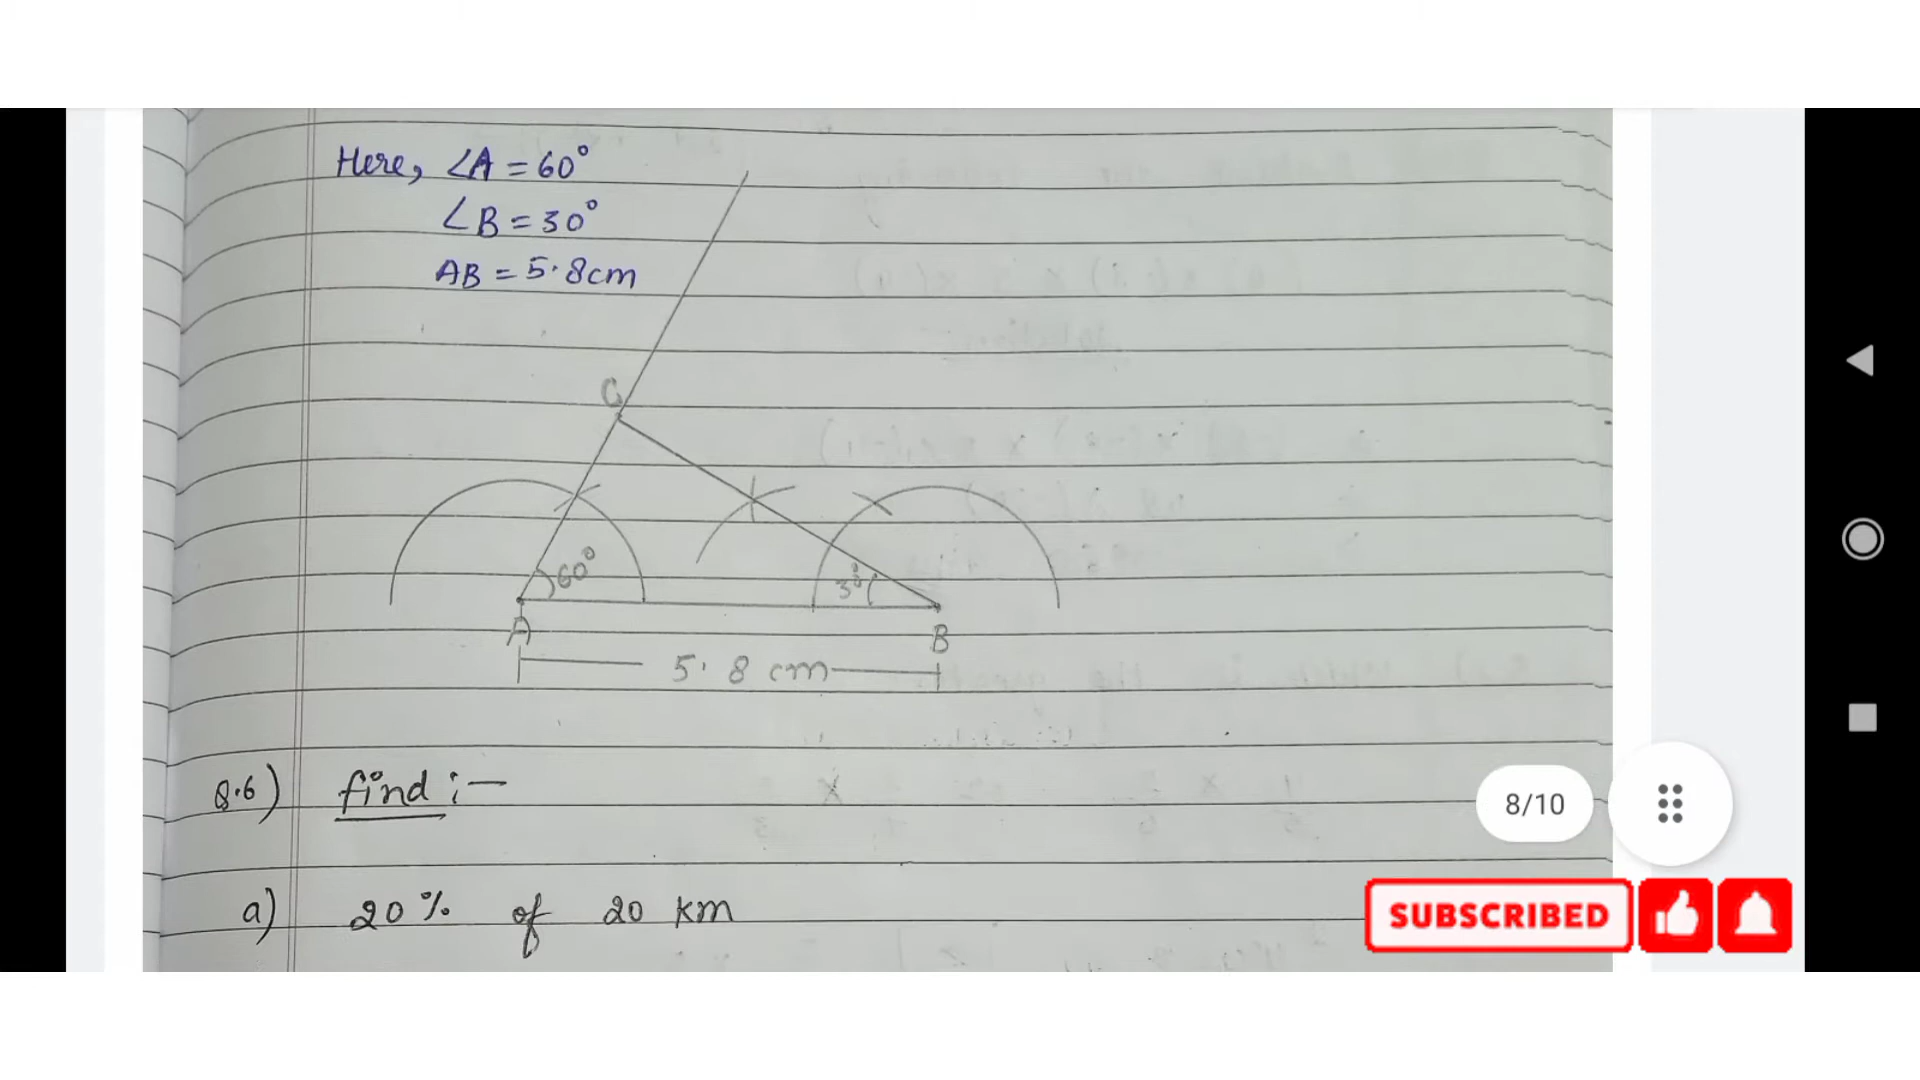 Here, ∠A = 60°
∠B = 30°
AB = 5.8cm
C
60°
30°
A
B
5.8 cm
Q.6) find :-
8/10
a) 20% of 20 km
SUBSCRIBED